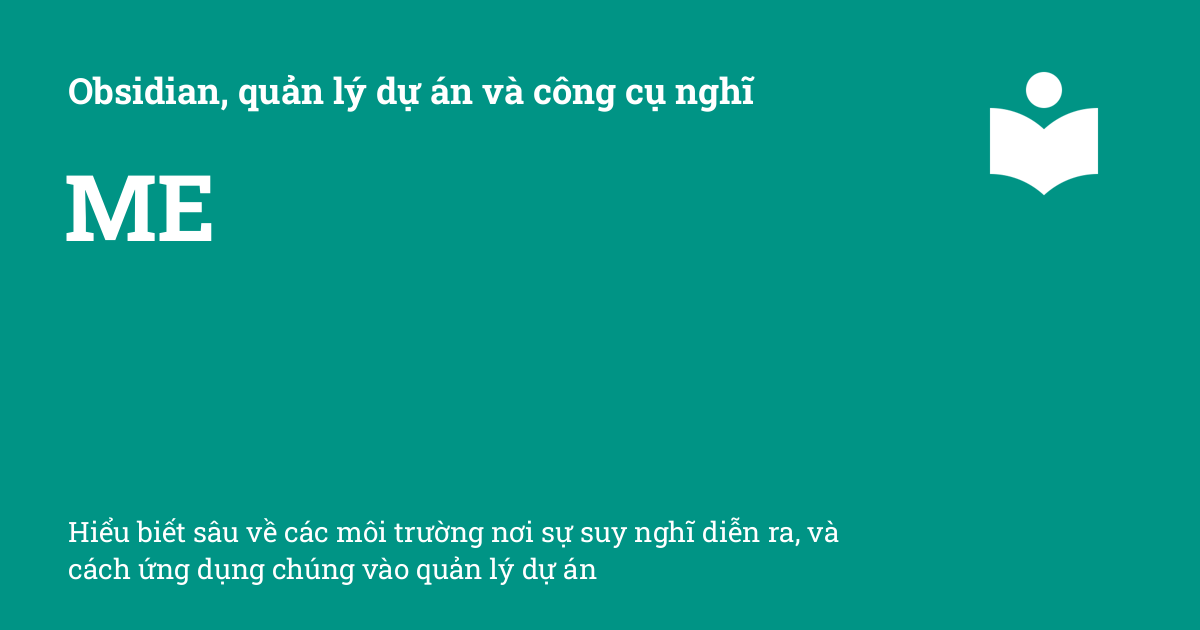 Obsidian, quản lý dự án và công cụ nghĩ
ME
Hiểu biết sâu về các môi trường nơi sự suy nghĩ diễn ra, và
cách ứng dụng chúng vào quản lý dự án